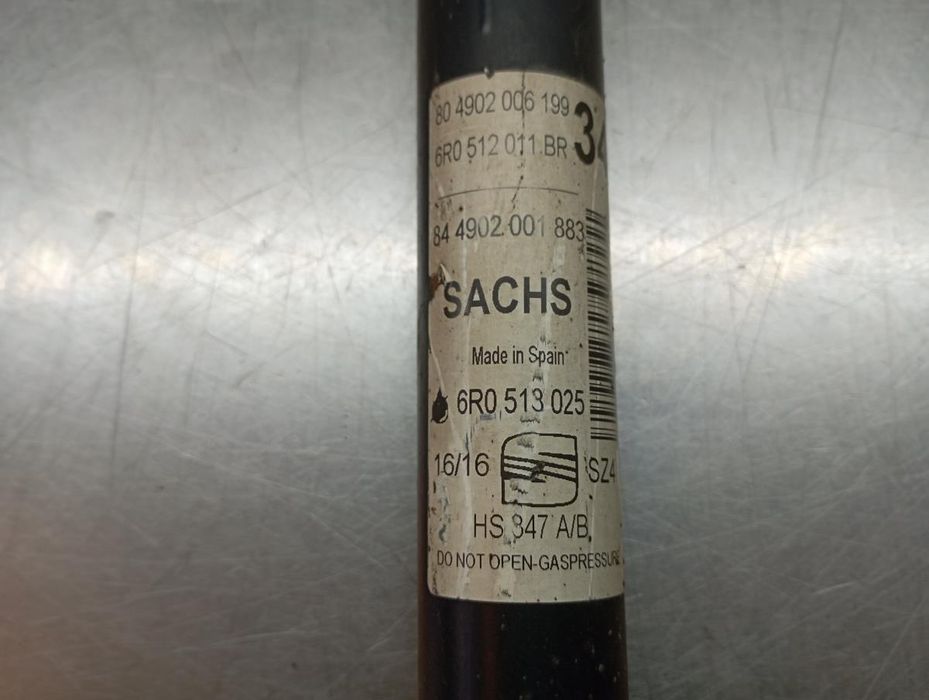 80 4902 006 199
6R0 512 011 BR 34
84 4902 001 883
SACHS
Made in Spain
6R0 513 025
16/16 SZ4
HS 347 A/B
DO NOT OPEN-GASPRESSURE